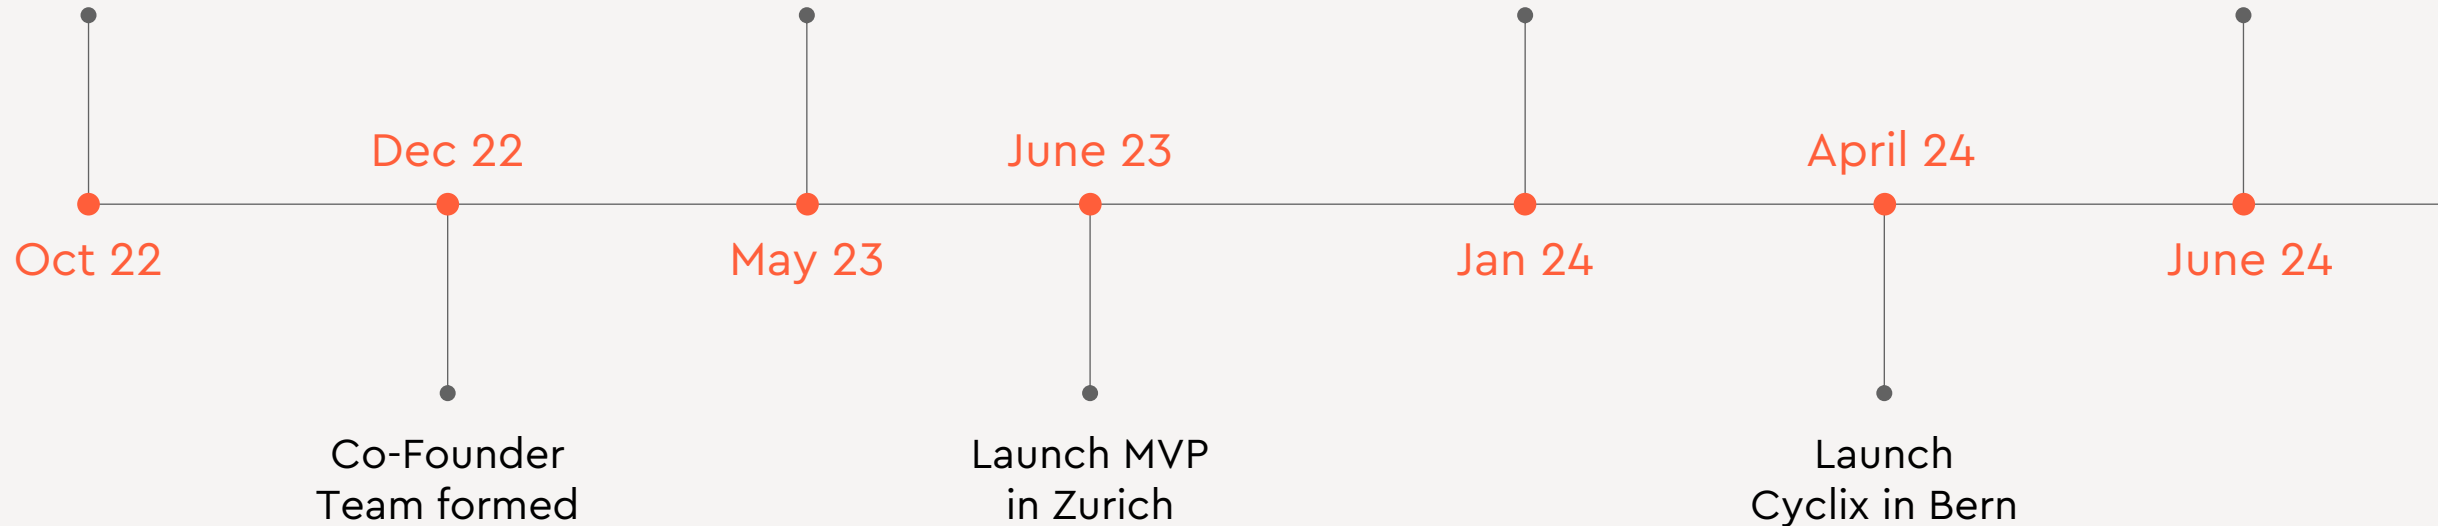 Dec 22
June 23
April 24
Oct 22
May 23
Jan 24
June 24
Co-Founder
Team formed
Launch MVP
in Zurich
Launch
Cyclix in Bern